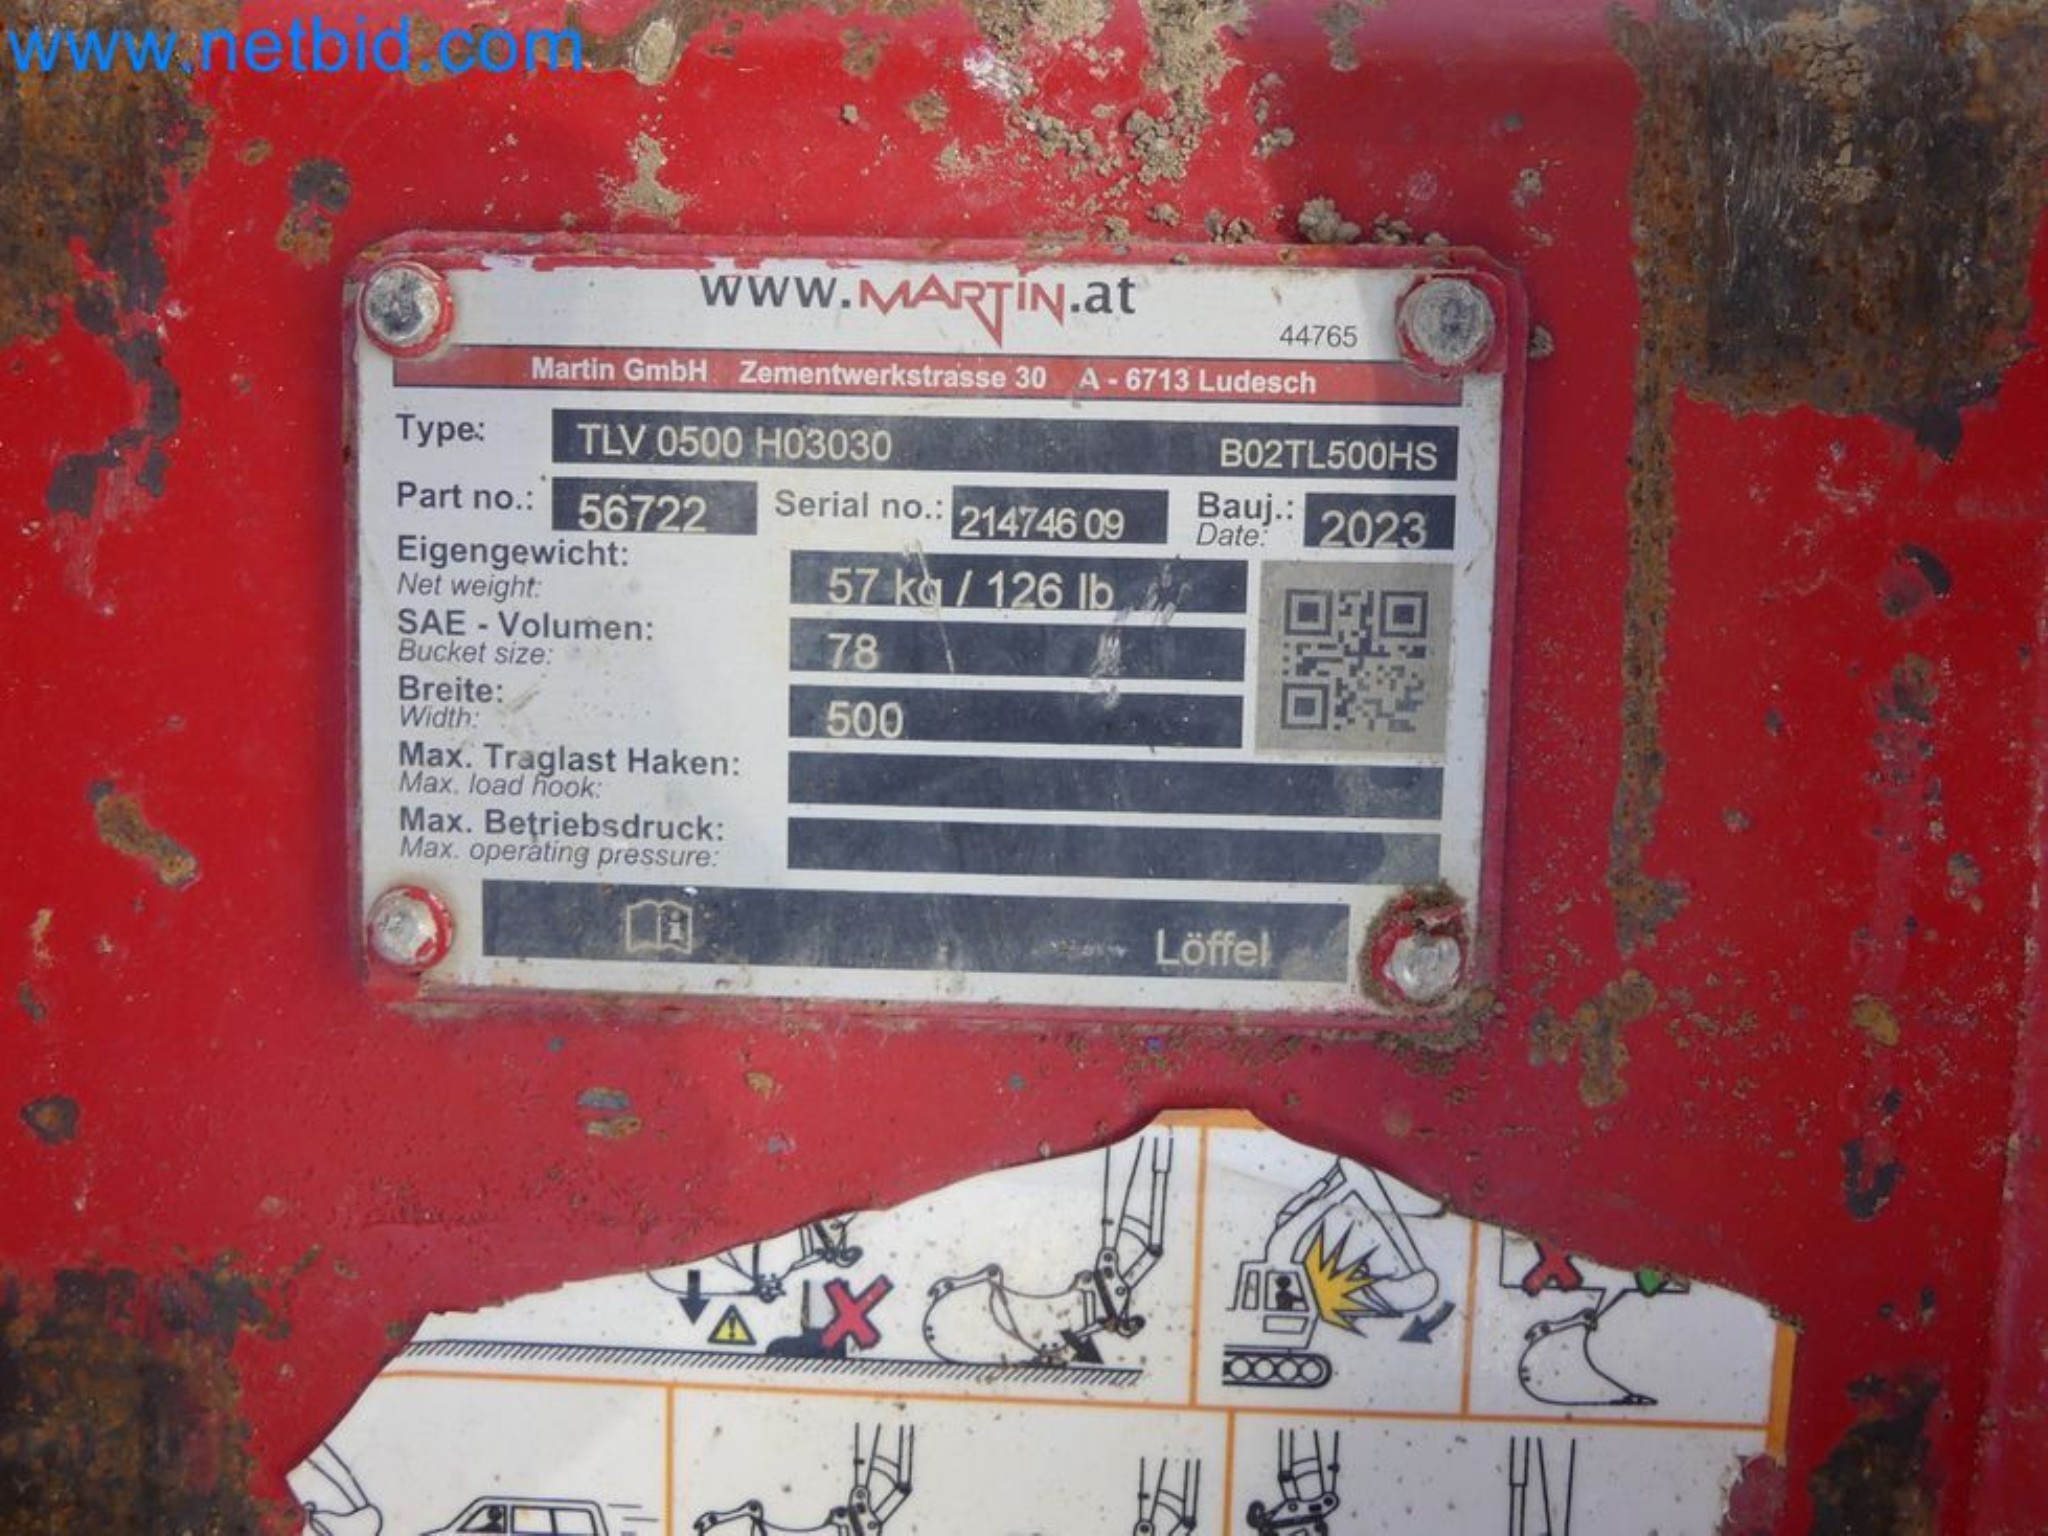 www.netbid.com
www.MARTIN.at
44765
Martin GmbH Zementwerkstrasse 30 A - 6713 Ludesch
Type: TLV 0500 H03030 B02TL500HS
Part no.: 56722 Serial no.: 214746 09 Bauj.: 2023
Date:
Eigengewicht: 57 kg / 126 lb
Net weight:
SAE - Volumen: 78
Bucket size:
Breite: 500
Width:
Max. Traglast Haken:
Max. load hook:
Max. Betriebsdruck:
Max. operating pressure:
Löffel